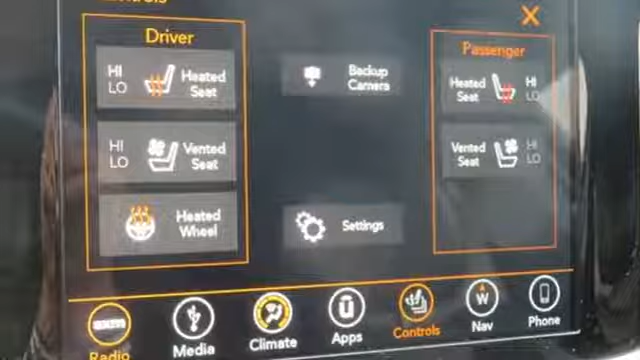 Driver
HI
LO
Heated
Seat
HI
LO
Vented
Seat
Heated
Wheel
Backup
Camera
Settings
X
Passenger
Heated
Seat
HI
LO
Vented
Seat
HI
LO
Radio
Media
Climate
U
Apps
Controls
W
Nav
Phone